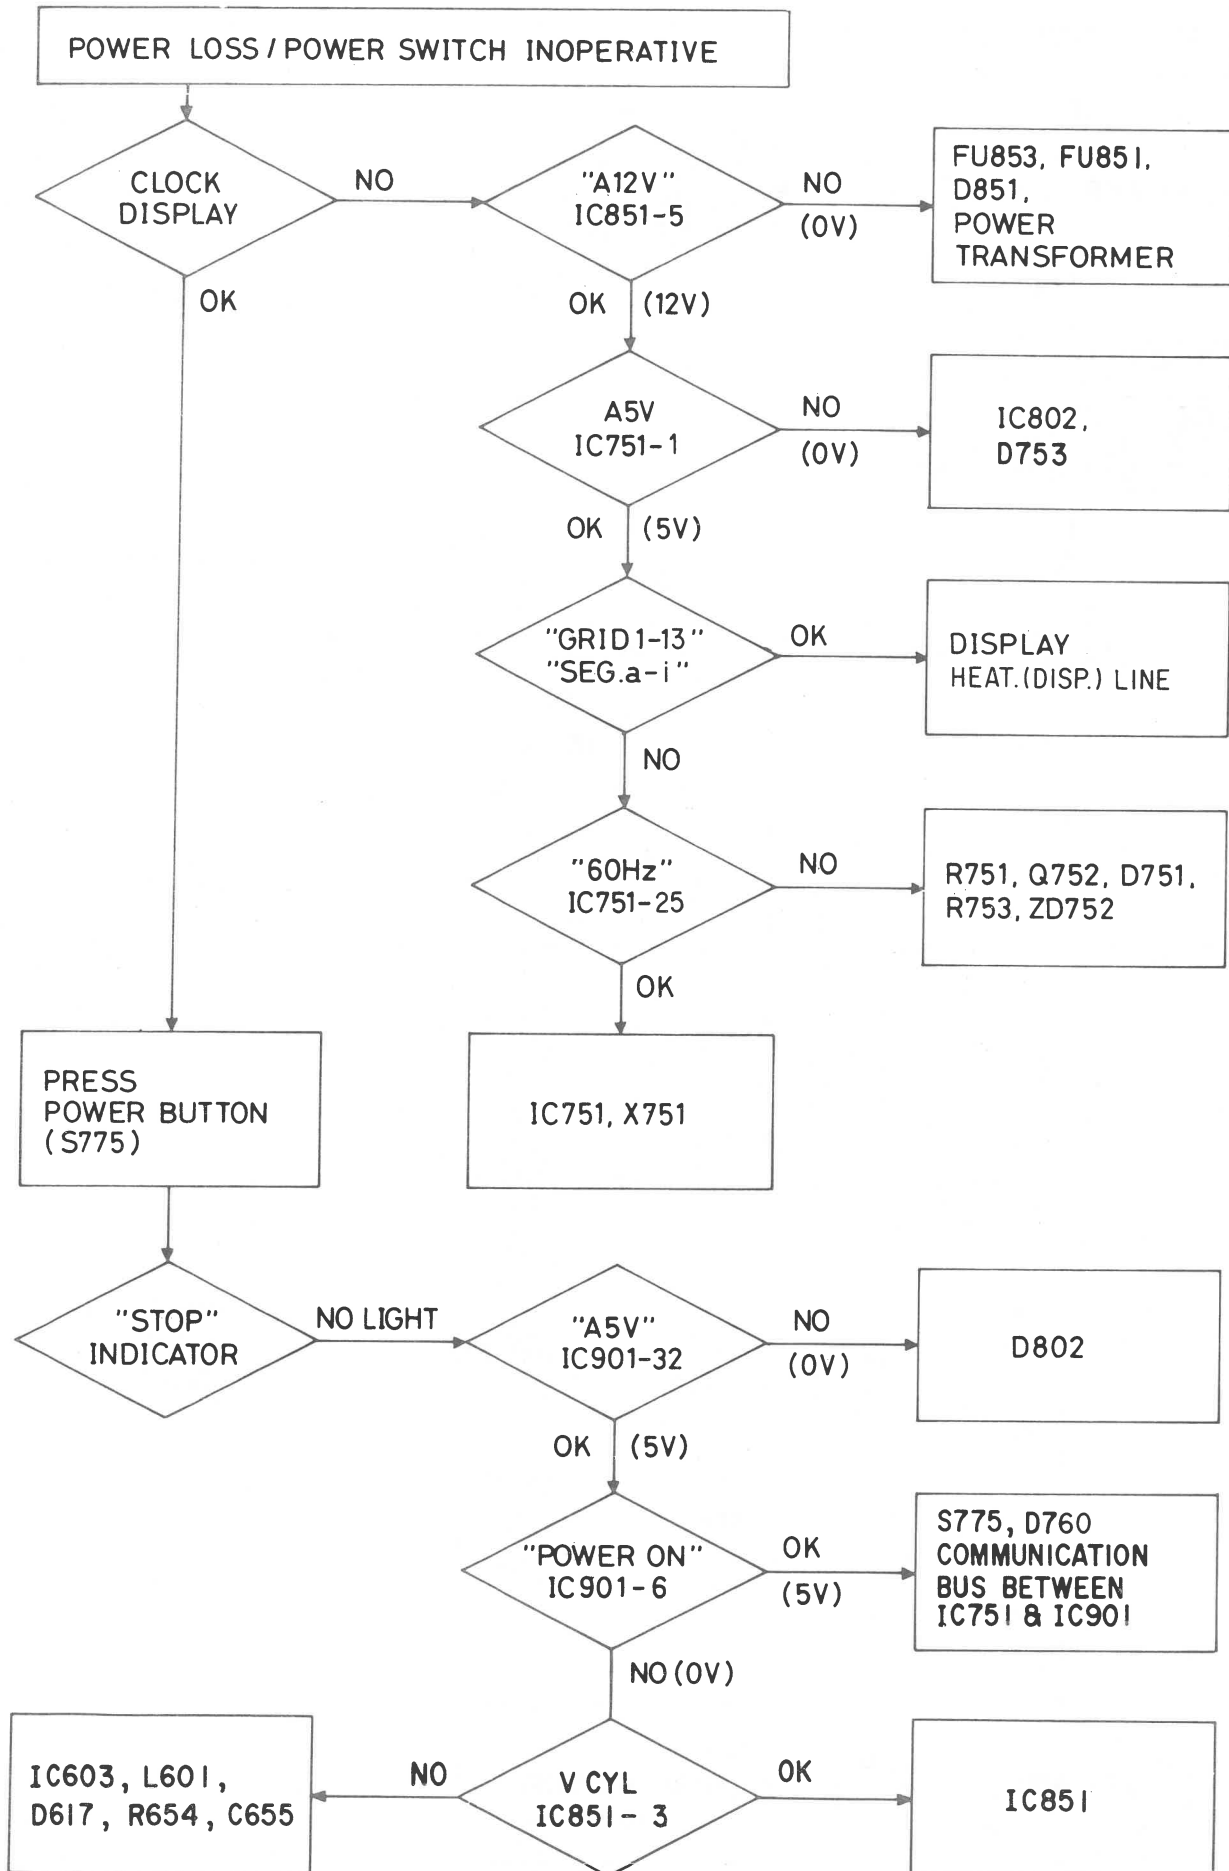 POWER LOSS / POWER SWITCH INOPERATIVE
CLOCK
DISPLAY
NO
"A12V"
IC851-5
NO
(0V)
FU853, FU851,
D851,
POWER
TRANSFORMER
OK
OK (12V)
A5V
IC751-1
NO
(0V)
IC802,
D753
OK (5V)
"GRID 1-13"
"SEG.a-i"
OK
DISPLAY
HEAT.(DISP.) LINE
NO
"60Hz"
IC751-25
NO
R751, Q752, D751,
R753, ZD752
OK
PRESS
POWER BUTTON
(S775)
IC751, X751
"STOP"
INDICATOR
NO LIGHT
"A5V"
IC901-32
NO
(0V)
D802
OK (5V)
"POWER ON"
IC901-6
OK
(5V)
S775, D760
COMMUNICATION
BUS BETWEEN
IC751 & IC901
NO (0V)
IC603, L601,
D617, R654, C655
NO
V CYL
IC851-3
OK
IC851